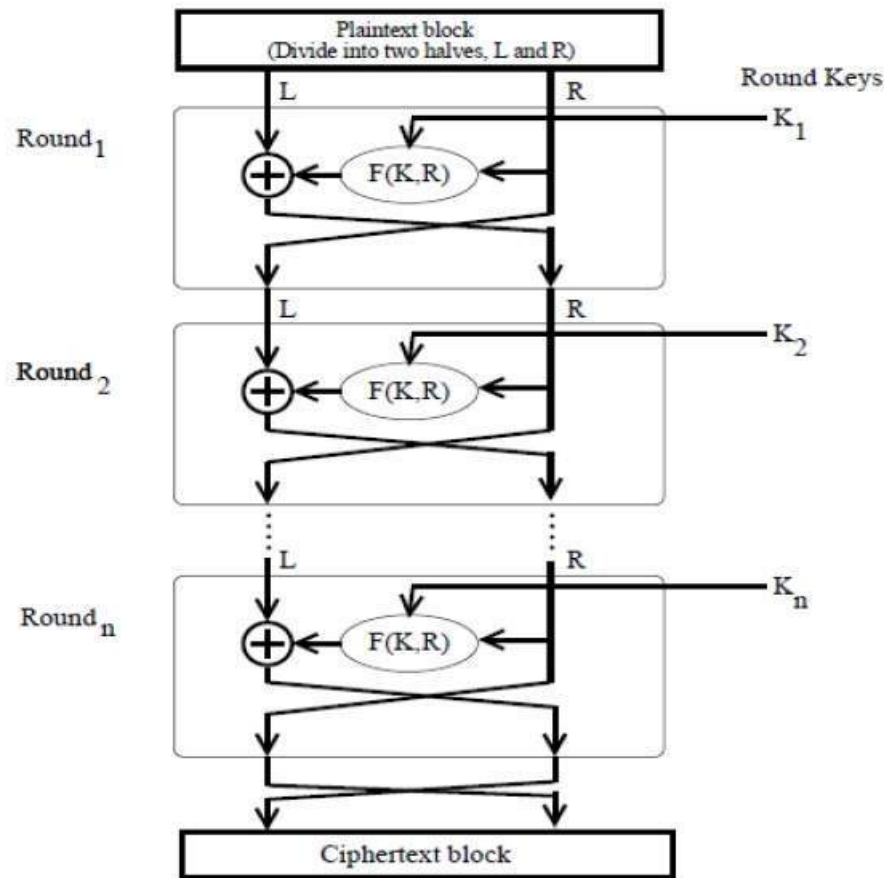 Plaintext block
(Divide into two halves, L and R)
L
R
Round Keys
K1
Round1
F(K,R)
L
R
K2
Round2
F(K,R)
L
R
Kn
Roundn
F(K,R)
Ciphertext block